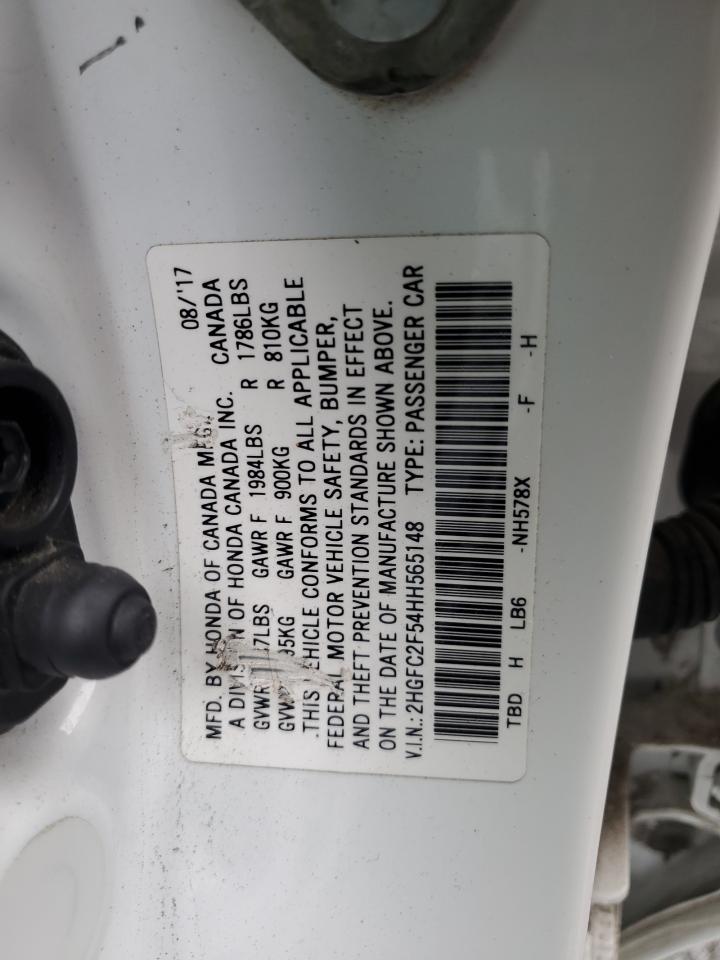 MFD. BY HONDA OF CANADA 08/'17
A OF HONDA CANADA INC. CANADA
GAWR F 1984LBS R 1786LBS
GAWR F 900KG R 810KG
THIS VEHICLE CONFORMS TO ALL APPLICABLE
FEDERAL MOTOR VEHICLE SAFETY, BUMPER,
AND THEFT PREVENTION STANDARDS IN EFFECT
ON THE DATE OF MANUFACTURE SHOWN ABOVE.
V.I.N.: 2HGFC2F54HH565148 TYPE: PASSENGER CAR
TBD H LB6 -NH578X -F -H